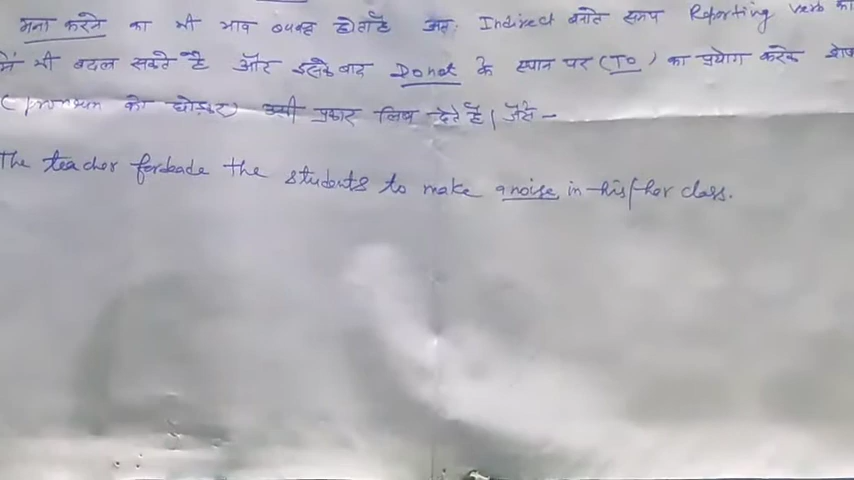 मना करने का भी भाव व्यक्त होता है अतः Indirect बनाते समय Reporting verb को
में भी बदल सकते हैं और इसके बाद Do not के स्थान पर (To) का प्रयोग करके
को छोड़कर) उसी प्रकार लिख देते हैं। जैसे -
The teacher forbade the students to make a noise in his/her class.